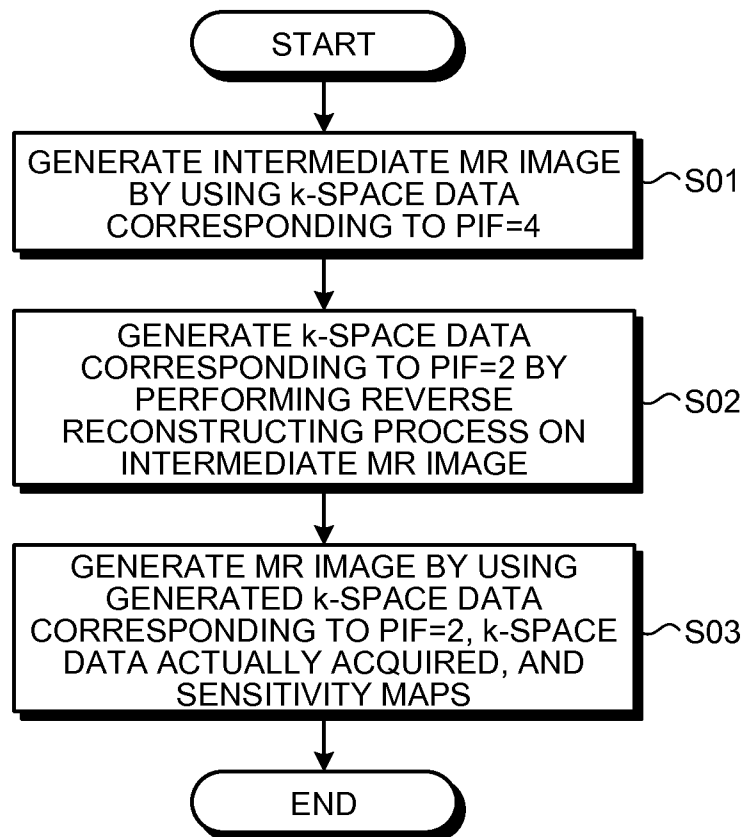 START
GENERATE INTERMEDIATE MR IMAGE
BY USING k-SPACE DATA
CORRESPONDING TO PIF=4
S01
GENERATE k-SPACE DATA
CORRESPONDING TO PIF=2 BY
PERFORMING REVERSE
RECONSTRUCTING PROCESS ON
INTERMEDIATE MR IMAGE
S02
GENERATE MR IMAGE BY USING
GENERATED k-SPACE DATA
CORRESPONDING TO PIF=2, k-SPACE
DATA ACTUALLY ACQUIRED, AND
SENSITIVITY MAPS
S03
END